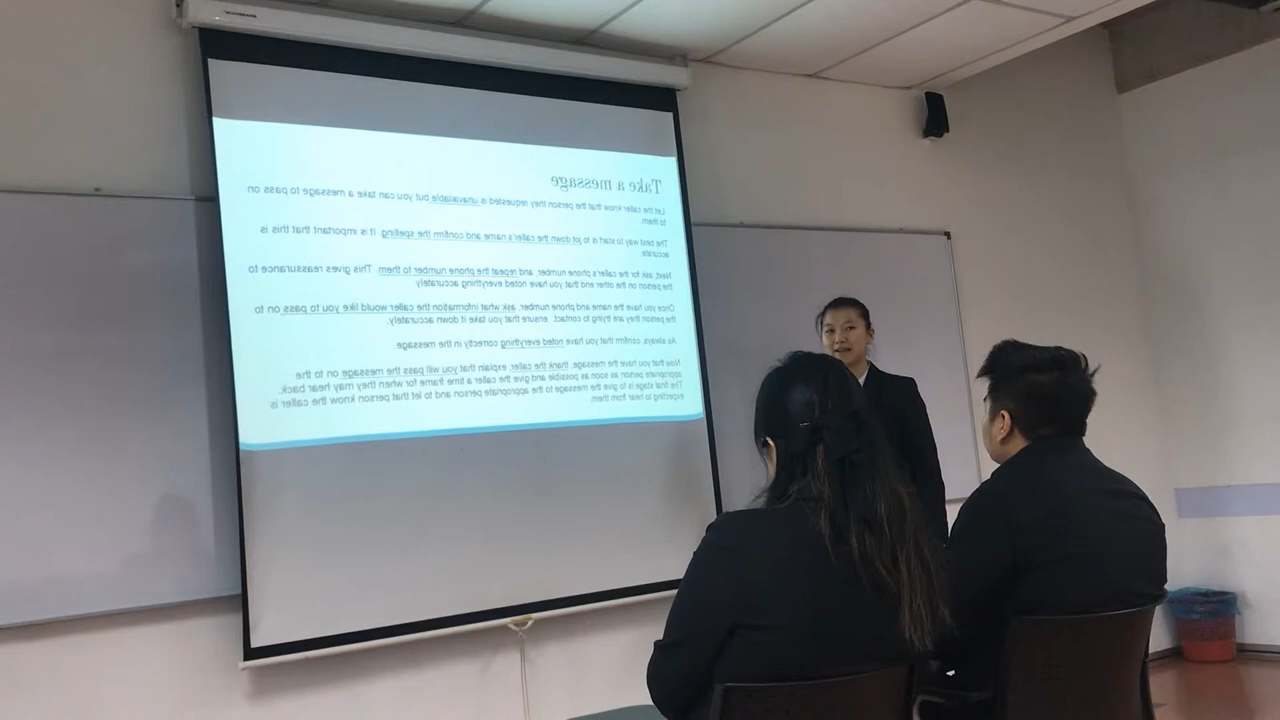 Take a message
Let the caller know that the person they requested is unavailable but you can take a message to pass on
to them.
The best way to start is to jot down the caller's name and confirm the spelling. It is important that this is
accurate.
Next, ask for the caller's phone number, and repeat the phone number to them. This gives reassurance to
the person on the other end that you have noted everything accurately.
Once you have the name and phone number, ask what information the caller would like you to pass on to
the person they are trying to contact. ensure that you take it down accurately.
As always, confirm that you have noted everything correctly in the message
Now that you have the message, thank the caller, explain that you will pass the message on to the
appropriate person as soon as possible and give the caller a time frame for when they may hear back.
The final stage is to give the message to the appropriate person and to let that person know the caller is
expecting to hear from them.